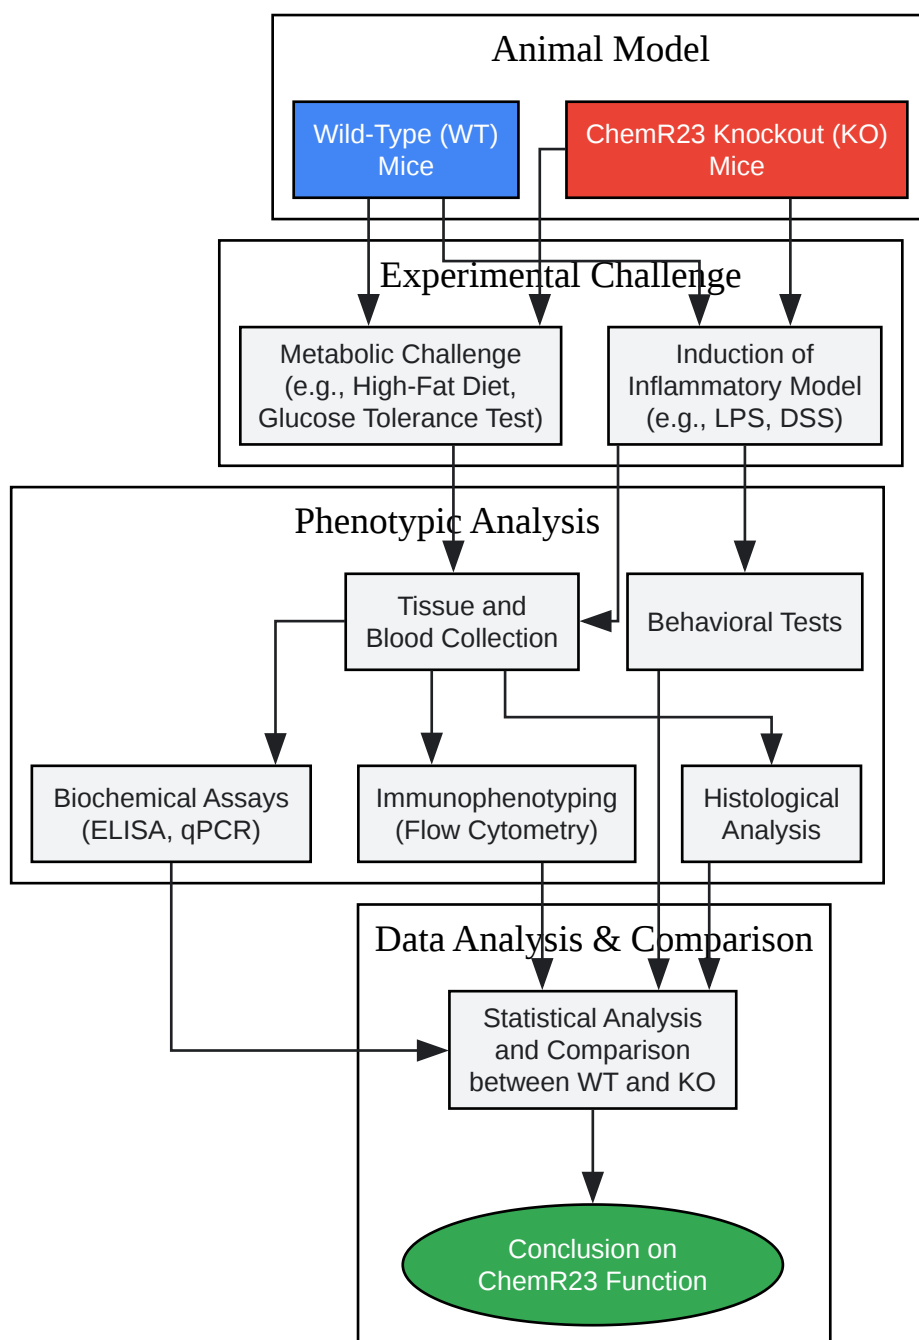 Animal Model
Wild-Type (WT)
Mice
ChemR23 Knockout (KO)
Mice
Experimental Challenge
Metabolic Challenge
(e.g., High-Fat Diet,
Glucose Tolerance Test)
Induction of
Inflammatory Model
(e.g., LPS, DSS)
Phenotypic Analysis
Tissue and
Blood Collection
Behavioral Tests
Biochemical Assays
(ELISA, qPCR)
Immunophenotyping
(Flow Cytometry)
Histological
Analysis
Data Analysis & Comparison
Statistical Analysis
and Comparison
between WT and KO
Conclusion on
ChemR23 Function